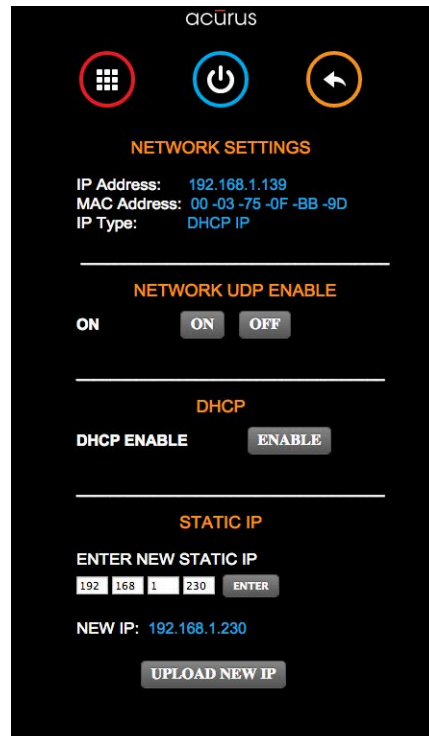 acūrus
NETWORK SETTINGS
IP Address: 192.168.1.139
MAC Address: 00 -03 -75 -0F -BB -9D
IP Type: DHCP IP
NETWORK UDP ENABLE
ON ON OFF
DHCP
DHCP ENABLE ENABLE
STATIC IP
ENTER NEW STATIC IP
192 168 1 230 ENTER
NEW IP: 192.168.1.230
UPLOAD NEW IP